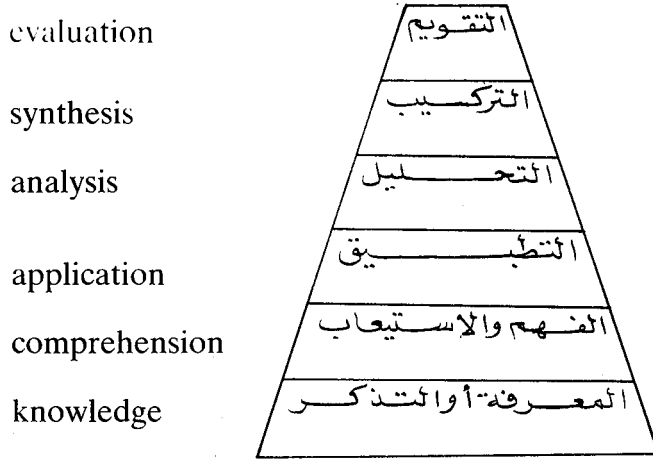 evaluation
التقويم
synthesis
التركيب
analysis
التحليل
application
التطبيق
comprehension
الفهم والاستيعاب
knowledge
المعرفة أو التذكر